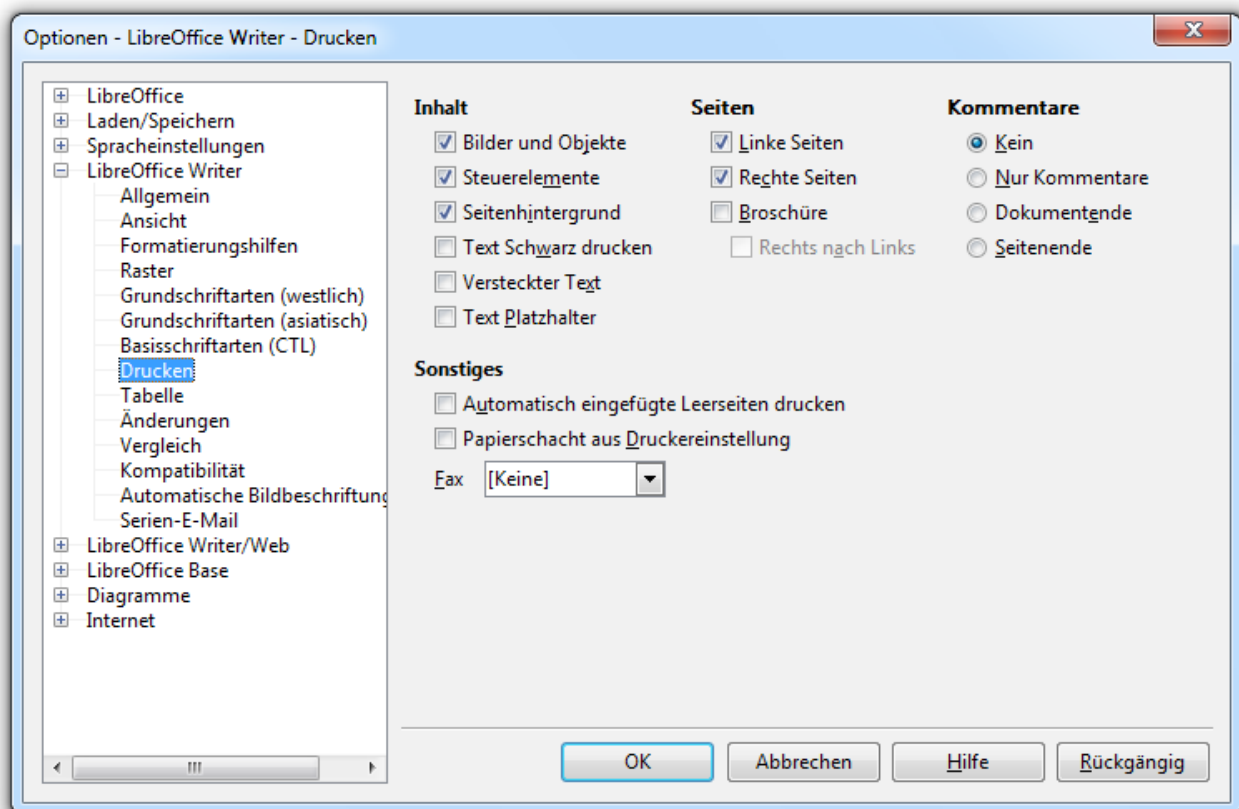 Optionen - LibreOffice Writer - Drucken
LibreOffice
Laden/Speichern
Spracheinstellungen
LibreOffice Writer
Allgemein
Ansicht
Formatierungshilfen
Raster
Grundschriftarten (westlich)
Grundschriftarten (asiatisch)
Basisschriftarten (CTL)
Drucken
Tabelle
Änderungen
Vergleich
Kompatibilität
Automatische Bildbeschriftung
Serien-E-Mail
LibreOffice Writer/Web
LibreOffice Base
Diagramme
Internet
Inhalt
Bilder und Objekte
Steuerelemente
Seitenhintergrund
Text Schwarz drucken
Versteckter Text
Text Platzhalter
Seiten
Linke Seiten
Rechte Seiten
Broschüre
Rechts nach Links
Kommentare
Kein
Nur Kommentare
Dokumentende
Seitenende
Sonstiges
Automatisch eingefügte Leerseiten drucken
Papierschacht aus Druckereinstellung
Fax [Keine]
OK Abbrechen Hilfe Rückgängig